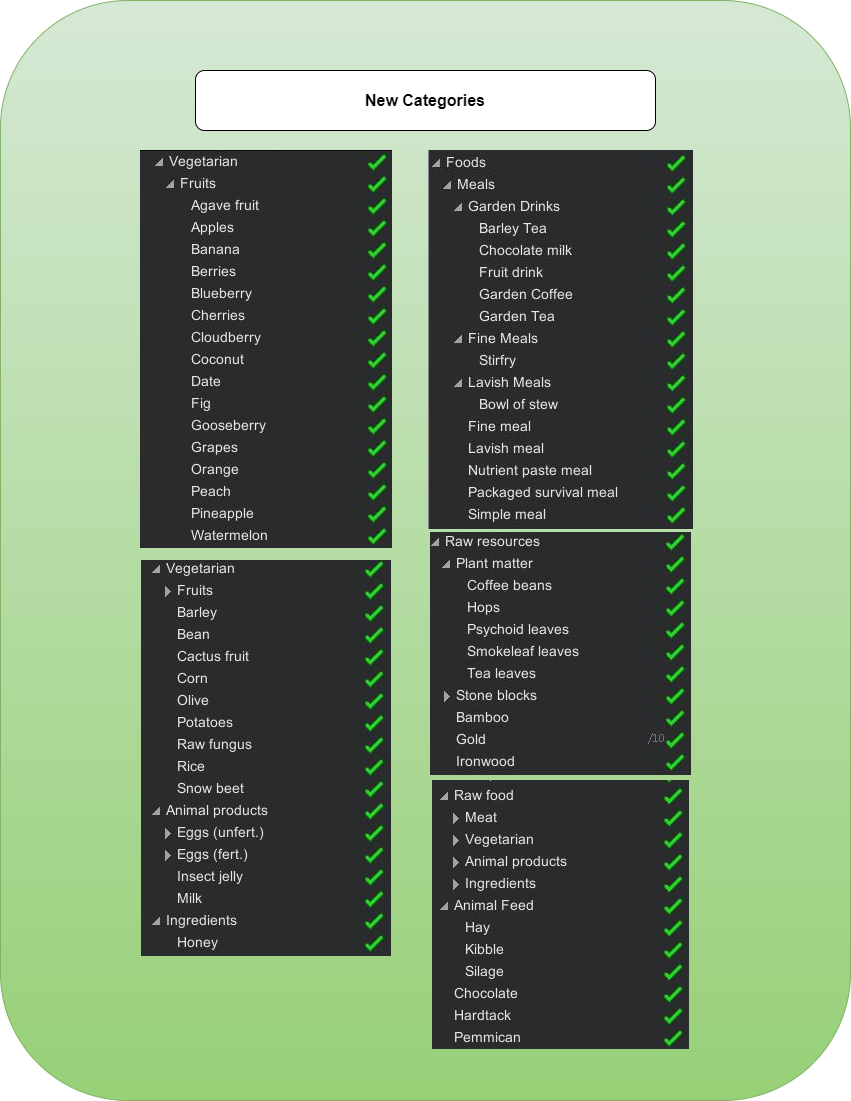 New Categories
Vegetarian
Fruits
Agave fruit
Apples
Banana
Berries
Blueberry
Cherries
Cloudberry
Coconut
Date
Fig
Gooseberry
Grapes
Orange
Peach
Pineapple
Watermelon
Vegetarian
Fruits
Barley
Bean
Cactus fruit
Corn
Olive
Potatoes
Raw fungus
Rice
Snow beet
Animal products
Eggs (unfert.)
Eggs (fert.)
Insect jelly
Milk
Ingredients
Honey
Foods
Meals
Garden Drinks
Barley Tea
Chocolate milk
Fruit drink
Garden Coffee
Garden Tea
Fine Meals
Stirfry
Lavish Meals
Bowl of stew
Fine meal
Lavish meal
Nutrient paste meal
Packaged survival meal
Simple meal
Raw resources
Plant matter
Coffee beans
Hops
Psychoid leaves
Smokeleaf leaves
Tea leaves
Stone blocks
Bamboo
Gold /10
Ironwood
Raw food
Meat
Vegetarian
Animal products
Ingredients
Animal Feed
Hay
Kibble
Silage
Chocolate
Hardtack
Pemmican